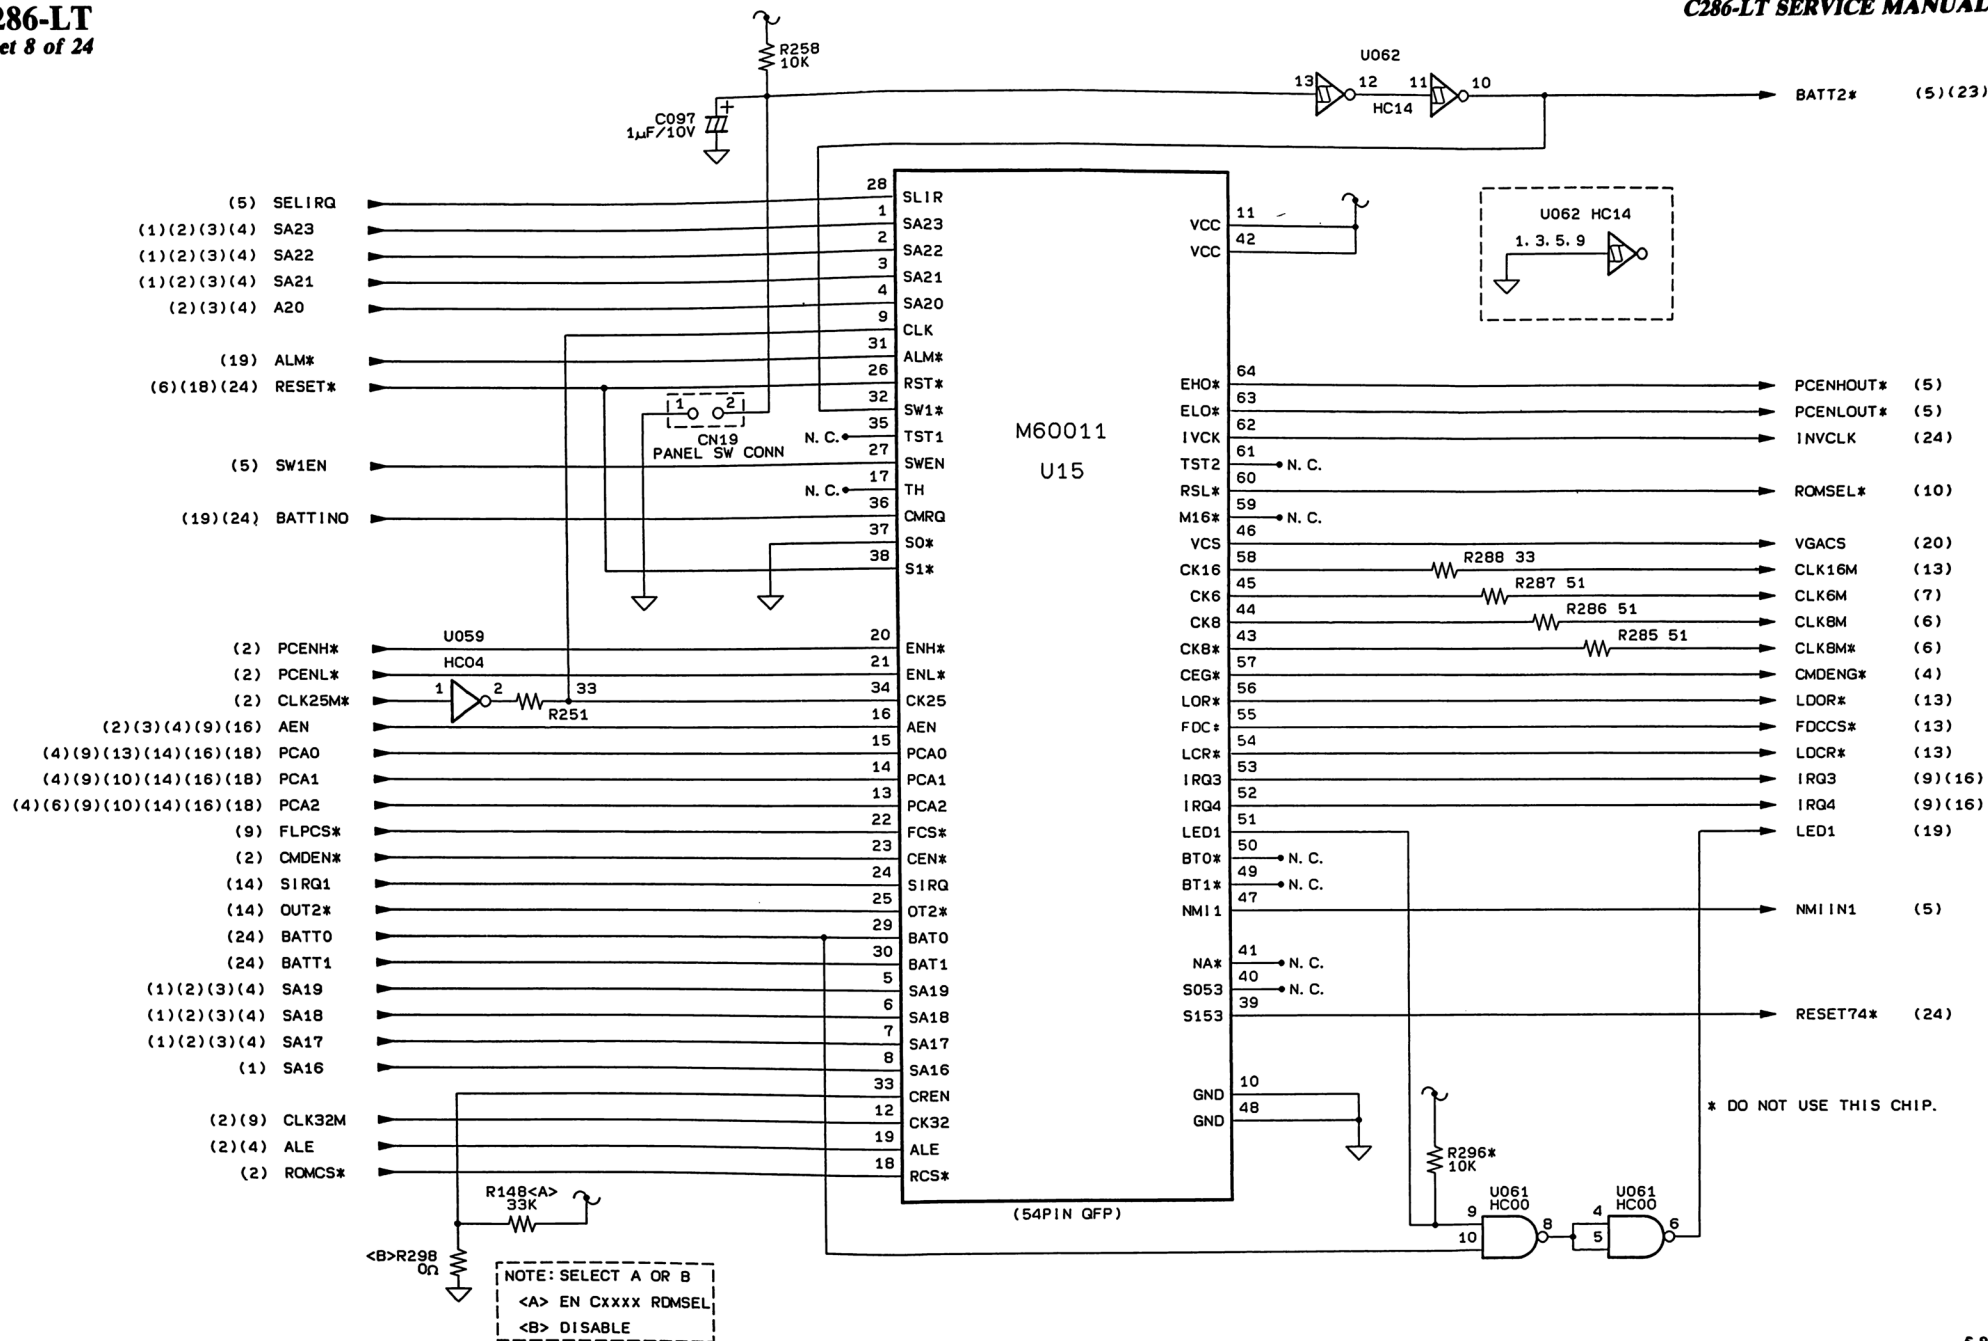 286-LT
et 8 of 24
C286-LT SERVICE MANUAL
R258
10K
C097
1µF/10V
+
U062
13 12 11 10
HC14
BATT2* (5)(23)
U062 HC14
1. 3. 5. 9
(5) SELIRQ 28 SLIR
(1)(2)(3)(4) SA23 1 SA23
(1)(2)(3)(4) SA22 2 SA22
(1)(2)(3)(4) SA21 3 SA21
(2)(3)(4) A20 4 SA20
9 CLK
(19) ALM* 31 ALM*
(6)(18)(24) RESET* 26 RST*
32 SW1*
1 2
CN19
PANEL SW CONN
N. C. 35 TST1
(5) SW1EN 27 SWEN
N. C. 17 TH
(19)(24) BATTINO 36 CMRQ
37 S0*
38 S1*
U059
HC04
1 2
33
R251
(2) PCENH* 20 ENH*
(2) PCENL* 21 ENL*
(2) CLK25M* 34 CK25
(2)(3)(4)(9)(16) AEN 16 AEN
(4)(9)(13)(14)(16)(18) PCA0 15 PCA0
(4)(9)(10)(14)(16)(18) PCA1 14 PCA1
(4)(6)(9)(10)(14)(16)(18) PCA2 13 PCA2
(9) FLPCS* 22 FCS*
(2) CMDEN* 23 CEN*
(14) SIRQ1 24 SIRQ
(14) OUT2* 25 OT2*
(24) BATT0 29 BAT0
(24) BATT1 30 BAT1
(1)(2)(3)(4) SA19 5 SA19
(1)(2)(3)(4) SA18 6 SA18
(1)(2)(3)(4) SA17 7 SA17
(1) SA16 8 SA16
33 CREN
(2)(9) CLK32M 12 CK32
(2)(4) ALE 19 ALE
(2) ROMCS* 18 RCS*
M60011
U15
(54PIN QFP)
VCC 11
VCC 42
EHO* 64 PCENHOUT* (5)
ELO* 63 PCENLOUT* (5)
IVCK 62 INVCLK (24)
TST2 61 N. C.
RSL* 60 ROMSEL* (10)
M16* 59 N. C.
VCS 46 VGACS (20)
CK16 58 R288 33 CLK16M (13)
CK6 45 R287 51 CLK6M (7)
CK8 44 R286 51 CLK8M (6)
CK8* 43 R285 51 CLK8M* (6)
CEG* 57 CMDENG* (4)
LOR* 56 LDOR* (13)
FDC* 55 FDCCS* (13)
LCR* 54 LDCR* (13)
IRQ3 53 IRQ3 (9)(16)
IRQ4 52 IRQ4 (9)(16)
LED1 51 LED1 (19)
BT0* 50 N. C.
BT1* 49 N. C.
NMI1 47 NMIIN1 (5)
NA* 41 N. C.
S053 40 N. C.
S153 39 RESET74* (24)
GND 10
GND 48
* DO NOT USE THIS CHIP.
R296*
10K
U061
HC00
9
10
8
U061
HC00
4
5
6
R148<A>
33K
<B>R298
0Ω
NOTE: SELECT A OR B
<A> EN CXXXX ROMSEL
<B> DISABLE